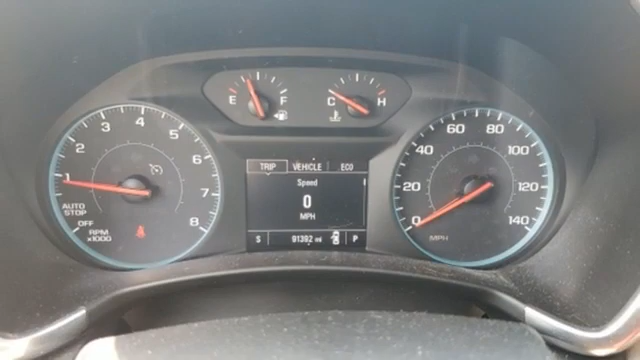 E F C H
1 2 3 4 5 6 7 8
AUTO
STOP
OFF
RPM
x1000
TRIP VEHICLE ECO
Speed
0
MPH
S 91392 mi P
0 20 40 60 80 100 120 140
MPH